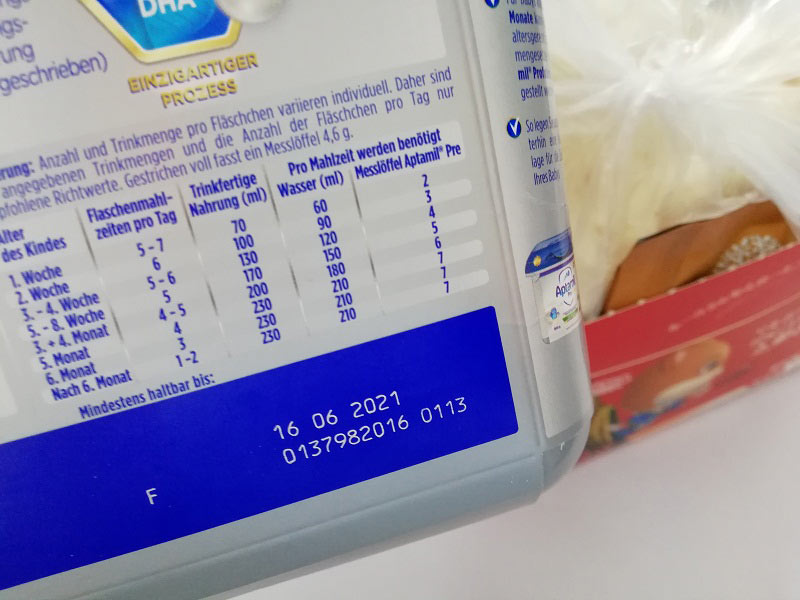 DHA
EINZIGARTIGER
PROZESS
geschrieben)
Anzahl und Trinkmenge pro Fläschchen variieren individuell. Daher sind
angegebenen Trinkmengen und die Anzahl der Fläschchen pro Tag nur
Richtwerte. Gestrichen voll fasst ein Messlöffel 4,6 g.
des Kindes Flaschenmahl- zeiten pro Tag Trinkfertige Nahrung (ml) Pro Mahlzeit werden benötigt Wasser (ml) Messlöffel Aptamil® Pre
1. Woche 5 - 7 70 60 2
2. Woche 6 100 90 3
3. - 4. Woche 5 - 6 130 120 4
5. - 8. Woche 5 170 150 5
3. + 4. Monat 4 - 5 200 180 6
5. Monat 4 230 210 7
6. Monat 3 230 210 7
Nach 6. Monat 1 - 2 230 210 7
Mindestens haltbar bis:
16 06 2021
0137982016 0113
F
Monate
So legen